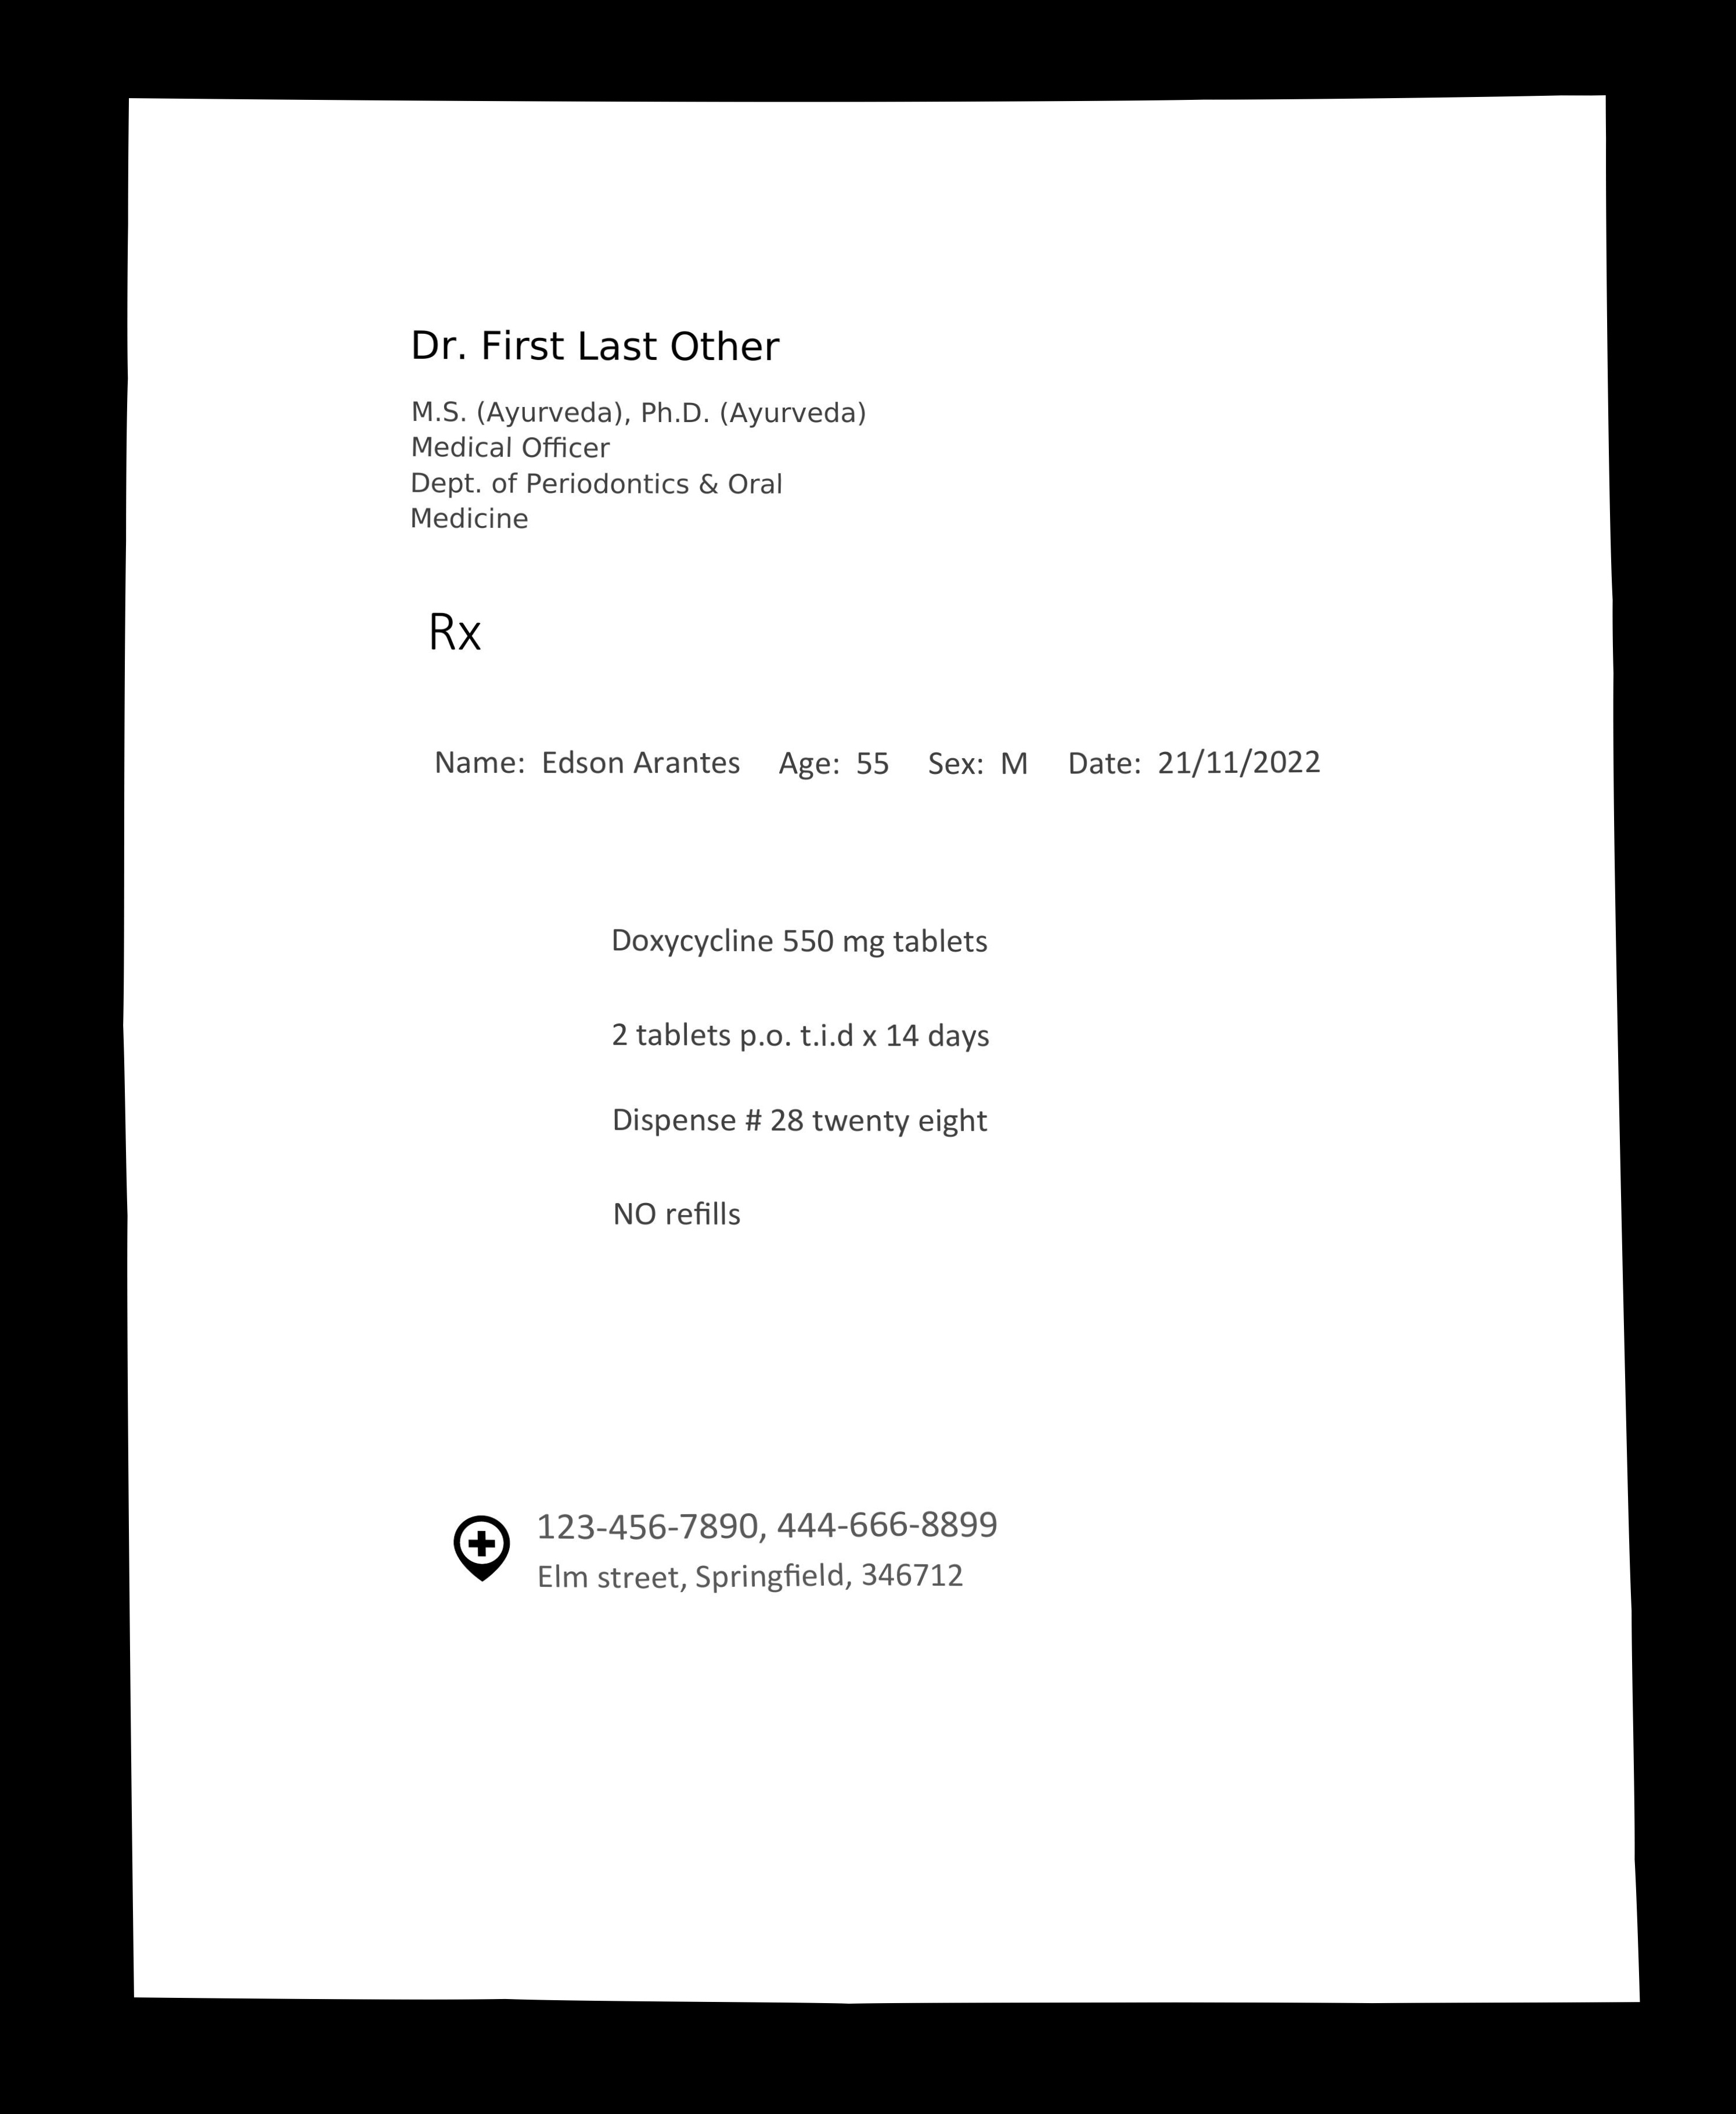 Dr. First Last Other
M.S. (Ayurveda), Ph.D. (Ayurveda)
Medical Officer
Dept. of Periodontics & Oral
Medicine
Rx
Name: Edson Arantes Age: 55 Sex: M Date: 21/11/2022
Doxycycline 550 mg tablets
2 tablets p.o. t.i.d x 14 days
Dispense # 28 twenty eight
NO refills
123-456-7890, 444-666-8899
Elm street, Springfield, 346712